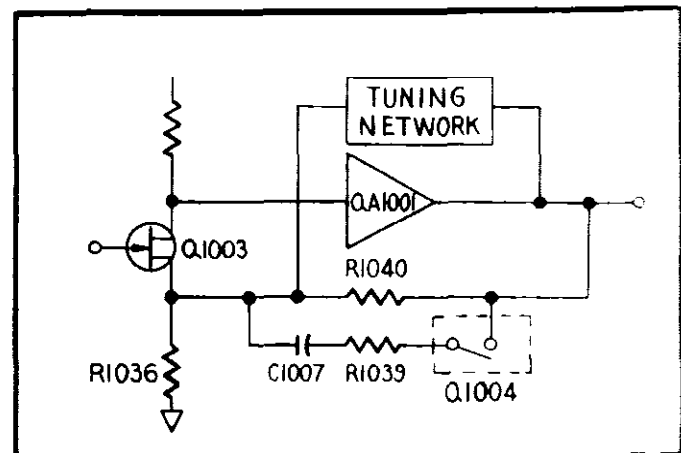 TUNING
NETWORK
QA1001
Q1003
R1040
R1036
C1007
R1039
Q1004